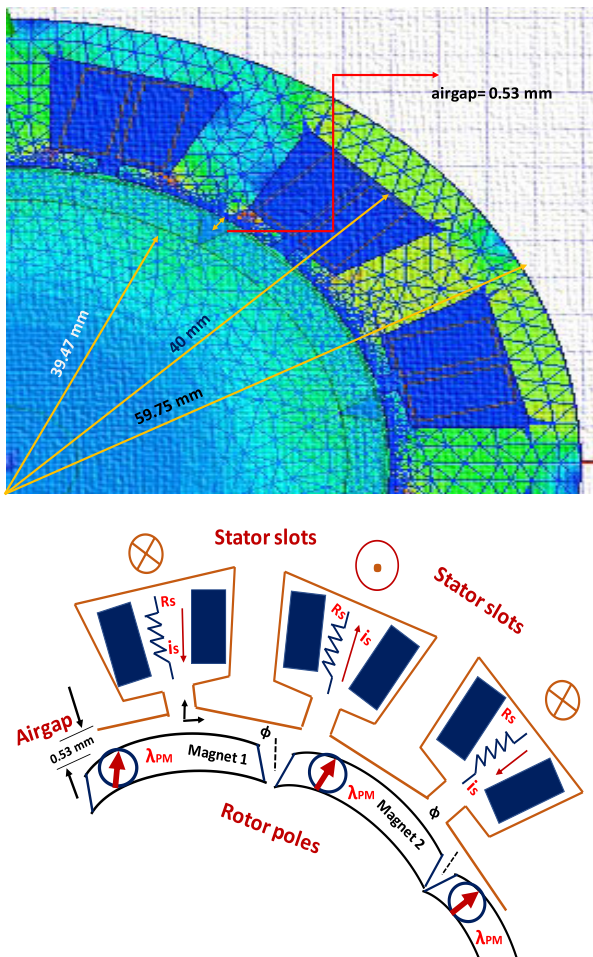 airgap= 0.53 mm
39.47 mm
40 mm
59.75 mm
Stator slots
Stator slots
Rs
is
Rs
is
Rs
is
Airgap
0.53 mm
λPM
Magnet 1
ϕ
λPM
Magnet 2
ϕ
Rotor poles
λPM